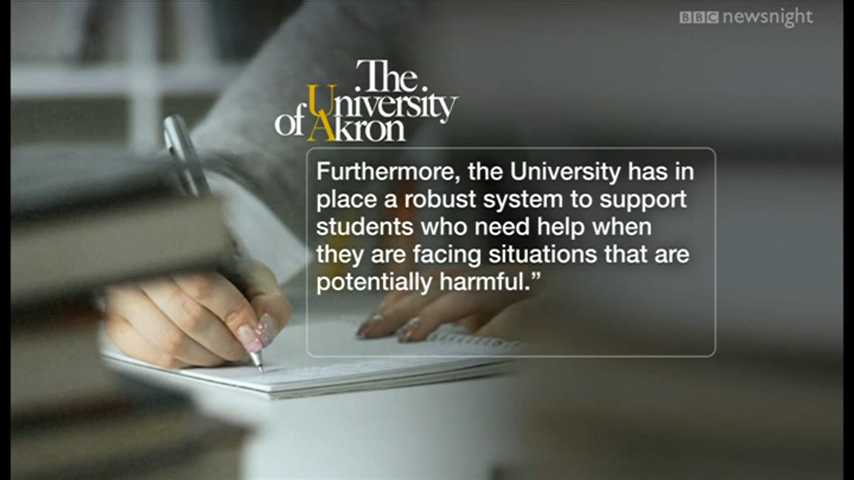 BBC newsnight
The
University
of Akron
Furthermore, the University has in
place a robust system to support
students who need help when
they are facing situations that are
potentially harmful.”